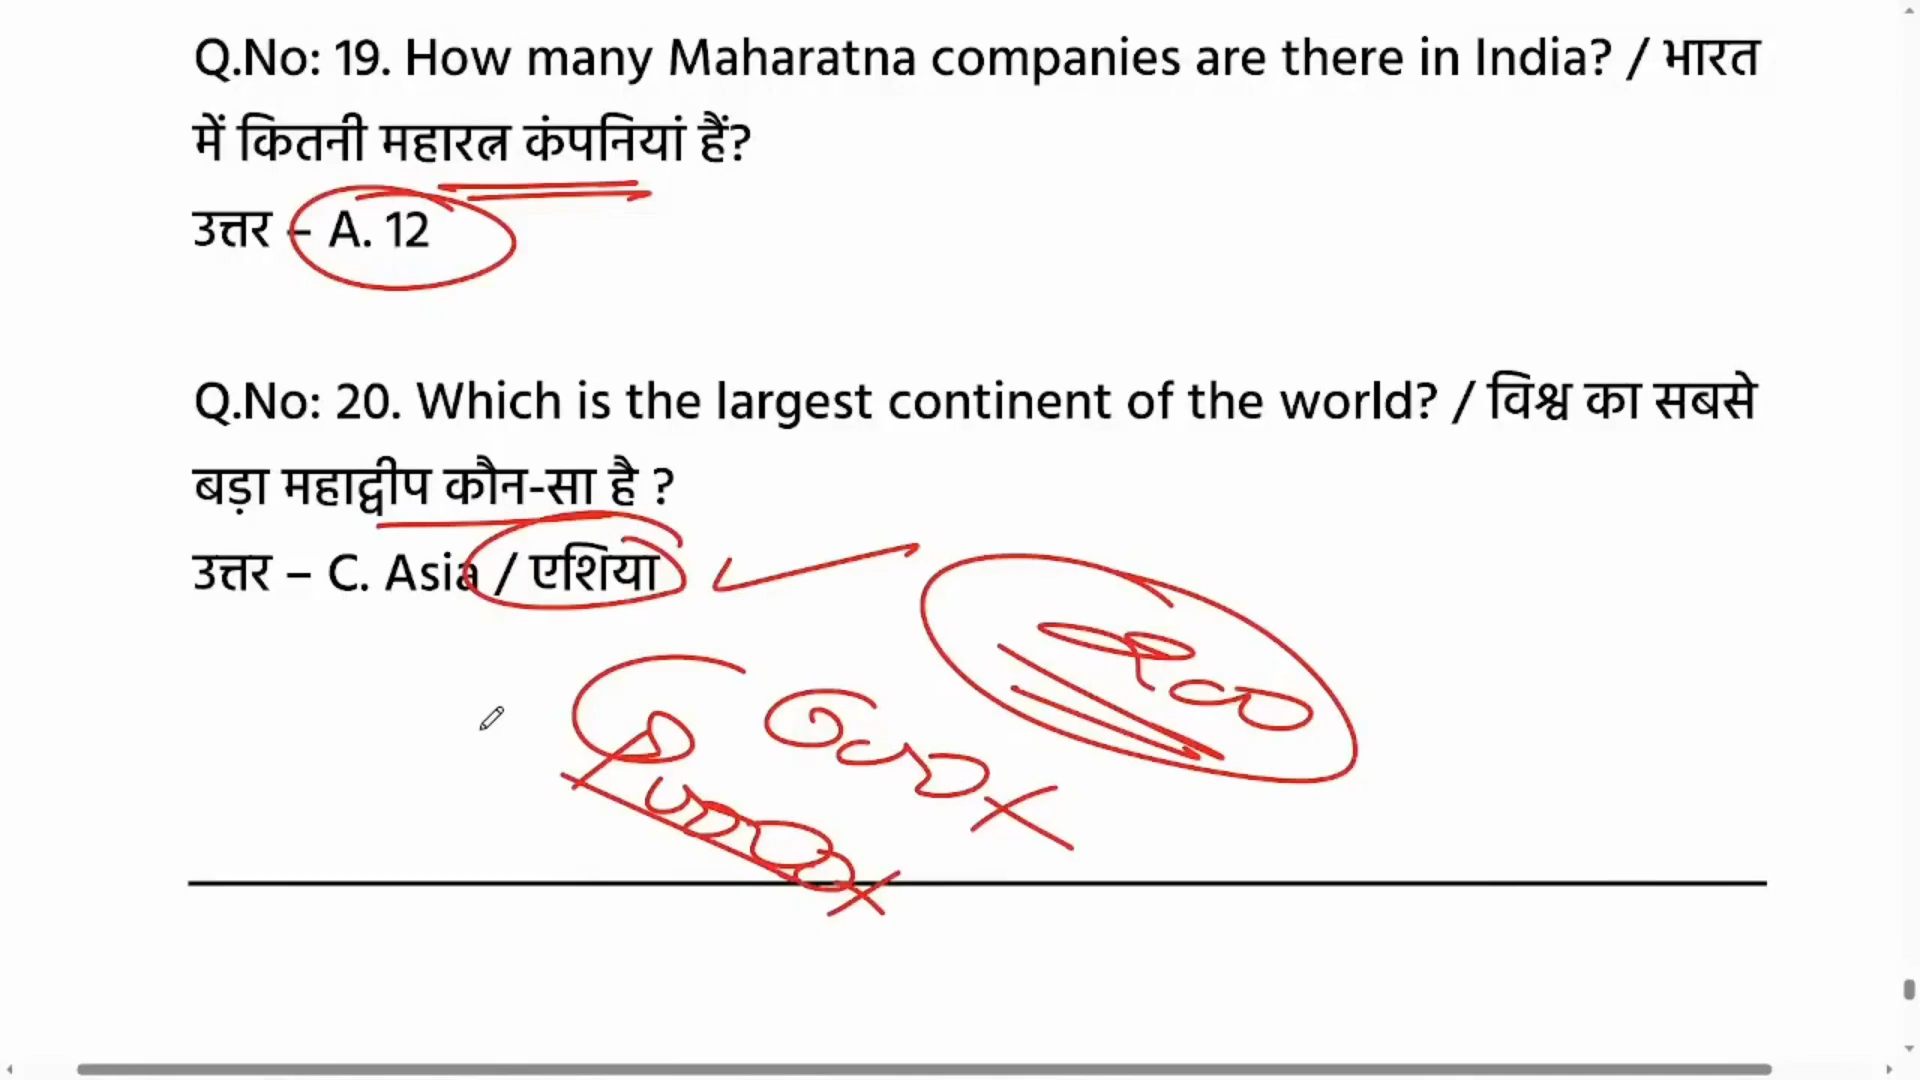 Q.No: 19. How many Maharatna companies are there in India? / भारत
में कितनी महारत्न कंपनियां हैं?
उत्तर – A. 12
Q.No: 20. Which is the largest continent of the world? / विश्व का सबसे
बड़ा महाद्वीप कौन-सा है ?
उत्तर – C. Asia / एशिया